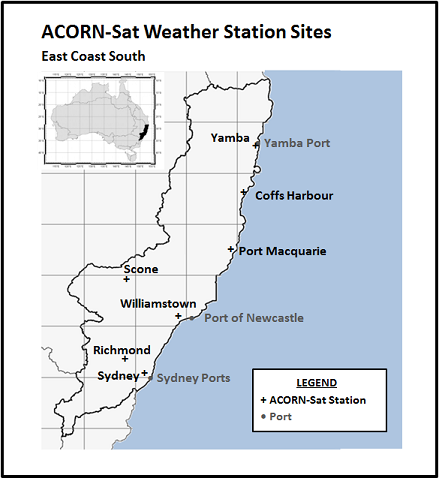 ACORN-Sat Weather Station Sites
East Coast South
Yamba
Yamba Port
Coffs Harbour
Port Macquarie
Scone
Williamstown
Port of Newcastle
Richmond
Sydney
Sydney Ports
LEGEND
+ ACORN-Sat Station
• Port